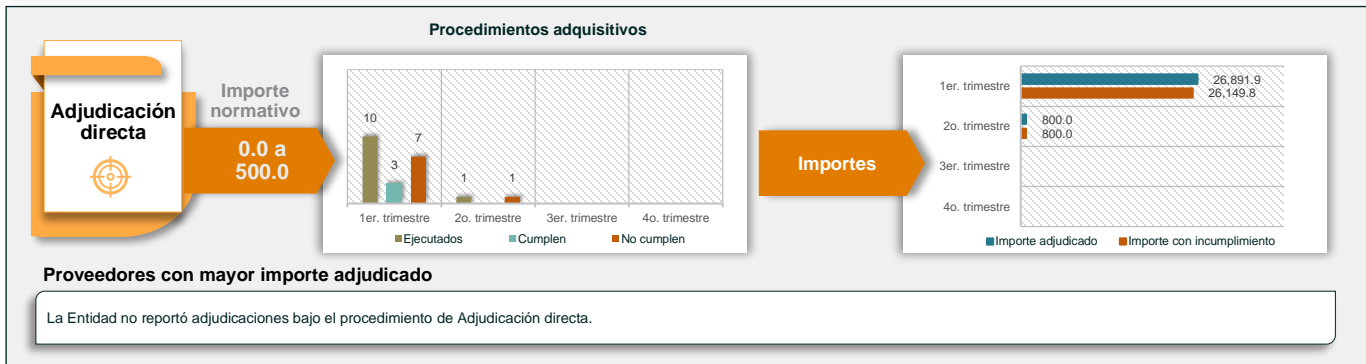 Procedimientos adquisitivos
Adjudicación
directa
Importe
normativo
0.0 a
500.0
10
3
7
1
1
1er. trimestre
2o. trimestre
3er. trimestre
4o. trimestre
Ejecutados
Cumplen
No cumplen
Importes
1er. trimestre
26,891.9
26,149.8
2o. trimestre
800.0
800.0
3er. trimestre
4o. trimestre
Importe adjudicado
Importe con incumplimiento
Proveedores con mayor importe adjudicado
La Entidad no reportó adjudicaciones bajo el procedimiento de Adjudicación directa.